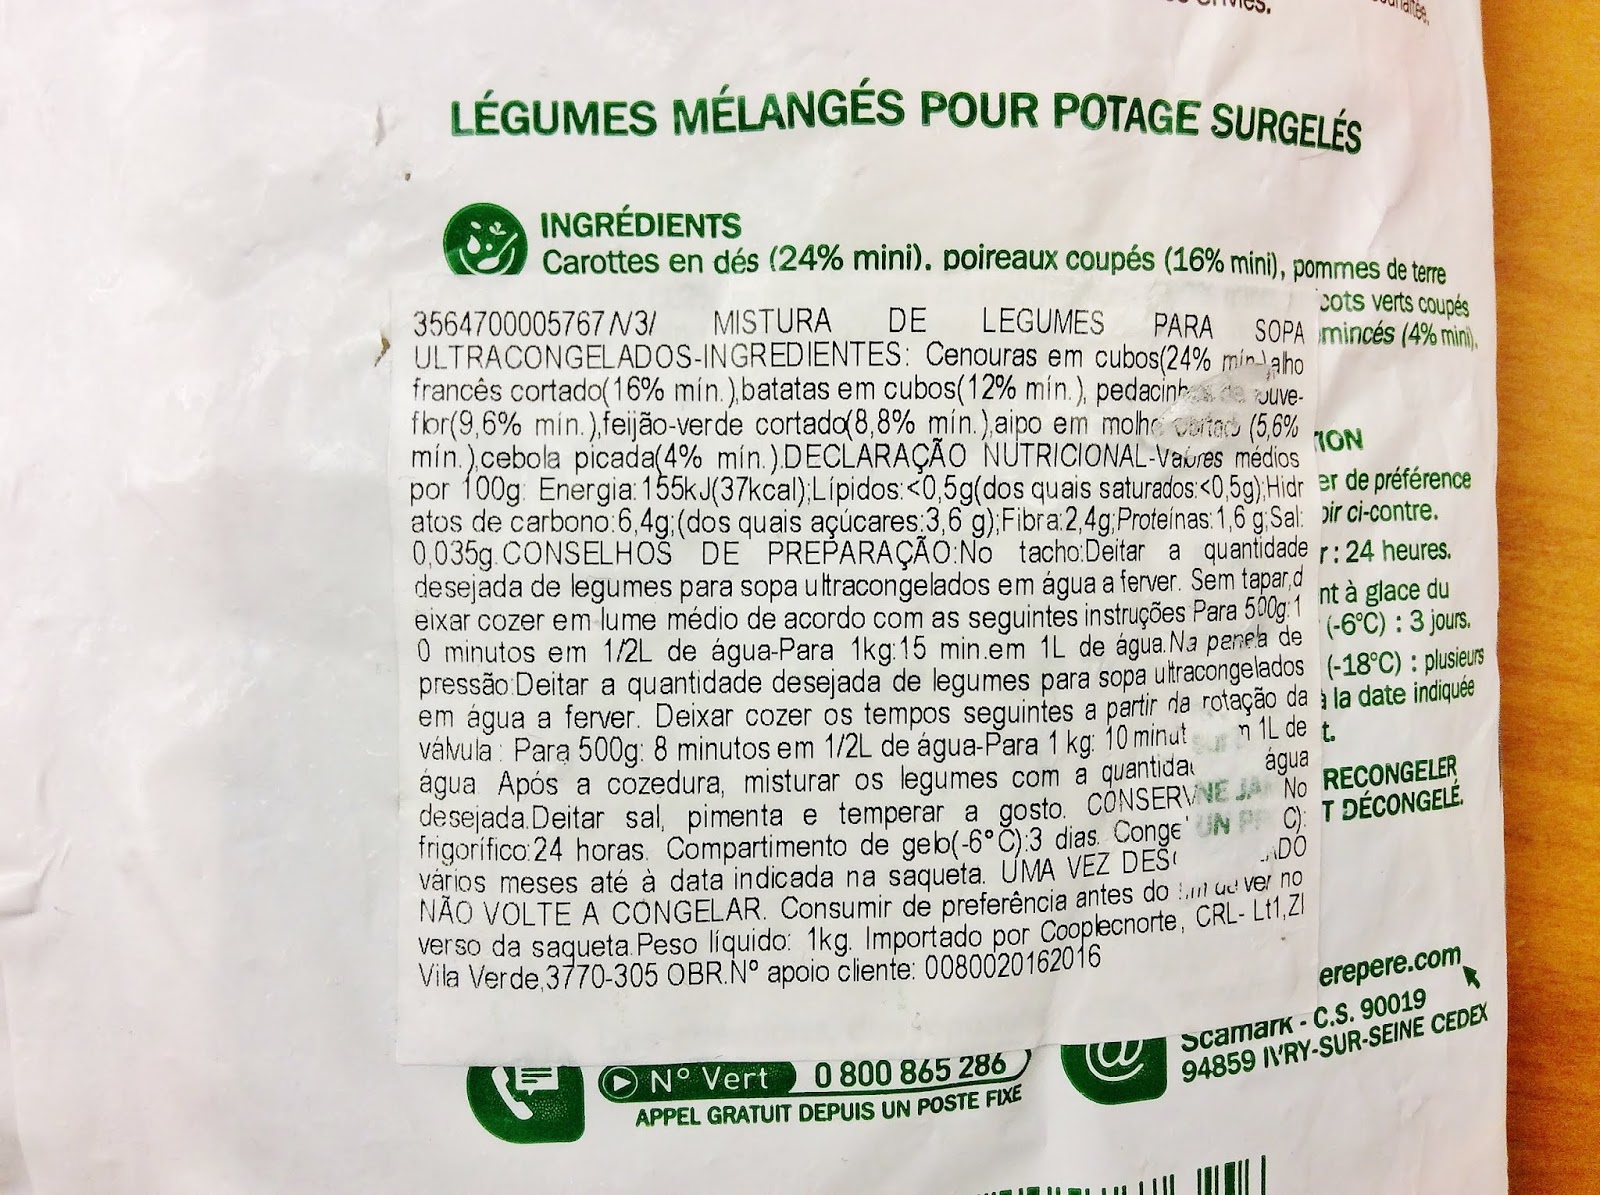 envies.
souhaitée.
LÉGUMES MÉLANGÉS POUR POTAGE SURGELÉS
INGRÉDIENTS
Carottes en dés (24% mini), poireaux coupés (16% mini), pommes de terre
cots verts coupés
mincés (4% mini).
3564700005767/V3/ MISTURA DE LEGUMES PARA SOPA
ULTRACONGELADOS-INGREDIENTES: Cenouras em cubos(24% mín.)alho
francês cortado(16% mín.),batatas em cubos(12% mín.), pedacinhos de couve-
flor(9,6% mín.),feijão-verde cortado(8,8% mín.),aipo em molho cortado (5,6%
mín.),cebola picada(4% mín.).DECLARAÇÃO NUTRICIONAL-Valores médios
por 100g: Energia:155kJ(37kcal);Lípidos:<0,5g(dos quais saturados:<0,5g);Hidr
atos de carbono:6,4g;(dos quais açúcares:3,6 g);Fibra:2,4g;Proteínas:1,6 g;Sal:
0,035g.CONSELHOS DE PREPARAÇÃO:No tacho:Deitar a quantidade
desejada de legumes para sopa ultracongelados em água a ferver. Sem tapar,d
eixar cozer em lume médio de acordo com as seguintes instruções Para 500g:1
0 minutos em 1/2L de água-Para 1kg:15 min.em 1L de água.Na panela de
pressão:Deitar a quantidade desejada de legumes para sopa ultracongelados
em água a ferver. Deixar cozer os tempos seguintes a partir da rotação da
válvula : Para 500g: 8 minutos em 1/2L de água-Para 1 kg: 10 minut m 1L de
água. Após a cozedura, misturar os legumes com a quantida água
desejada.Deitar sal, pimenta e temperar a gosto. CONSERV NE JA No
frigorífico:24 horas. Compartimento de gelo(-6°C):3 dias. Conge UN P C):
vários meses até à data indicada na saqueta. UMA VEZ DESC ADO
NÃO VOLTE A CONGELAR. Consumir de preferência antes do fim de ver no
verso da saqueta.Peso líquido: 1kg. Importado por Cooplecnorte, CRL- Lt1,ZI
Vila Verde,3770-305 OBR.Nº apoio cliente: 0080020162016
ION
er de préférence
oir ci-contre.
r : 24 heures.
nt à glace du
(-6°C) : 3 jours.
(-18°C) : plusieurs
à la date indiquée
t.
RECONGELER
T DÉCONGELÉ.
erepere.com
Scamark - C.S. 90019
94859 IVRY-SUR-SEINE CEDEX
N° Vert 0 800 865 286
APPEL GRATUIT DEPUIS UN POSTE FIXE
@